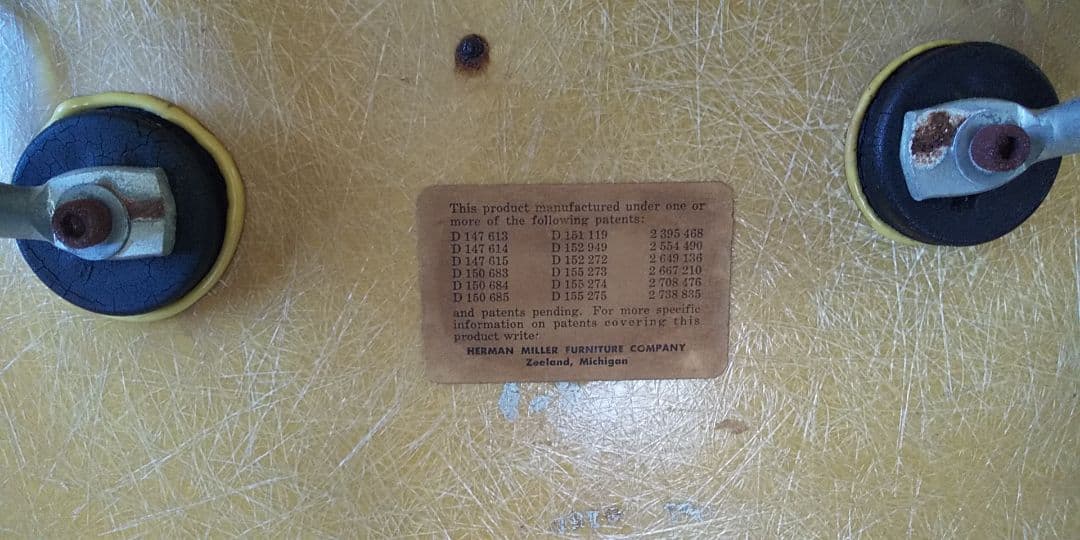 This product manufactured under one or
more of the following patents:
D 147 613 D 151 119 2 395 468
D 147 614 D 152 949 2 554 490
D 147 615 D 152 272 2 649 136
D 150 683 D 155 273 2 667 210
D 150 684 D 155 274 2 708 476
D 150 685 D 155 275 2 738 835
and patents pending. For more specific
information on patents covering this
product write:
HERMAN MILLER FURNITURE COMPANY
Zeeland, Michigan